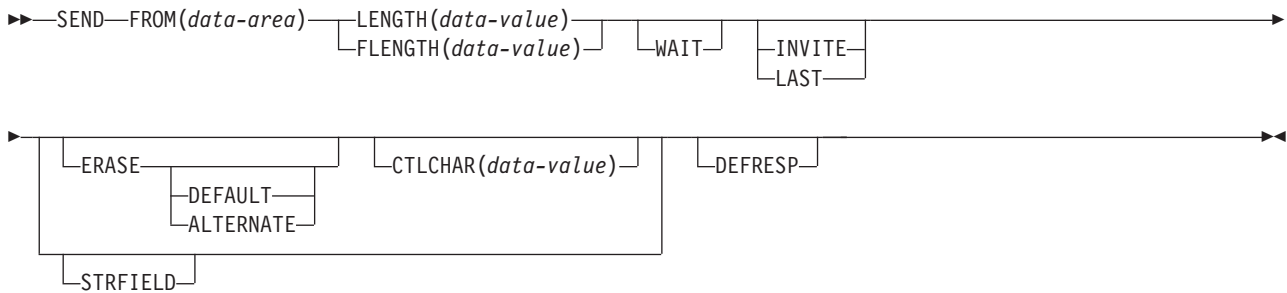 SEND FROM(data-area) LENGTH(data-value)
FLENGTH(data-value) WAIT INVITE
LAST
ERASE CTLCHAR(data-value) DEFRESP
DEFAULT
ALTERNATE
STRFIELD